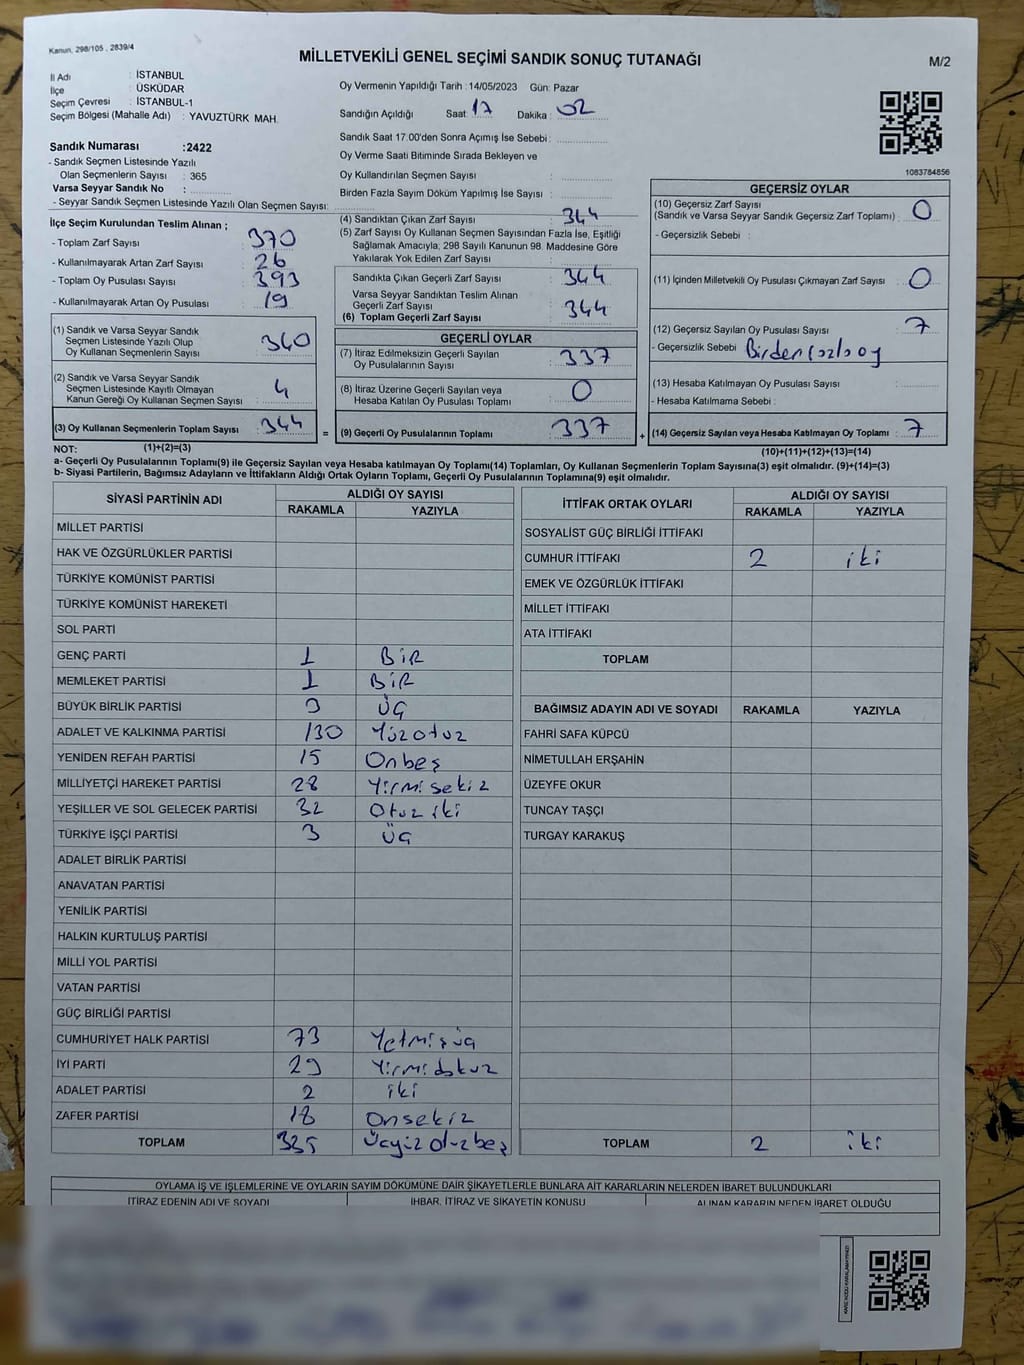 Kanun, 298/105 , 2839/4
MİLLETVEKİLİ GENEL SEÇİMİ SANDIK SONUÇ TUTANAĞI
M/2
İl Adı : İSTANBUL
İlçe : ÜSKÜDAR
Seçim Çevresi : İSTANBUL-1
Seçim Bölgesi (Mahalle Adı) : YAVUZTÜRK MAH.
Oy Vermenin Yapıldığı Tarih :14/05/2023 Gün: Pazar
Sandığın Açıldığı Saat: 17 Dakika: 02
Sandık Saat 17.00'den Sonra Açımış İse Sebebi :
Oy Verme Saati Bitiminde Sırada Bekleyen ve
Oy Kullandırılan Seçmen Sayısı :
Birden Fazla Sayım Döküm Yapılmış İse Sayısı :
Sandık Numarası :2422
- Sandık Seçmen Listesinde Yazılı
Olan Seçmenlerin Sayısı : 365
Varsa Seyyar Sandık No :
- Seyyar Sandık Seçmen Listesinde Yazılı Olan Seçmen Sayısı:
1083784856
İlçe Seçim Kurulundan Teslim Alınan ;
- Toplam Zarf Sayısı : 370
- Kullanılmayarak Artan Zarf Sayısı : 26
- Toplam Oy Pusulası Sayısı : 393
- Kullanılmayarak Artan Oy Pusulası : 19
(1) Sandık ve Varsa Seyyar Sandık
Seçmen Listesinde Yazılı Olup
Oy Kullanan Seçmenlerin Sayısı : 340
(2) Sandık ve Varsa Seyyar Sandık
Seçmen Listesinde Kayıtlı Olmayan
Kanun Gereği Oy Kullanan Seçmen Sayısı : 4
(3) Oy Kullanan Seçmenlerin Toplam Sayısı : 344
(4) Sandıktan Çıkan Zarf Sayısı : 344
(5) Zarf Sayısı Oy Kullanan Seçmen Sayısından Fazla İse, Eşitliği
Sağlamak Amacıyla, 298 Sayılı Kanunun 98. Maddesine Göre
Yakılarak Yok Edilen Zarf Sayısı :
Sandıkta Çıkan Geçerli Zarf Sayısı : 344
Varsa Seyyar Sandıktan Teslim Alınan
Geçerli Zarf Sayısı :
(6) Toplam Geçerli Zarf Sayısı : 344
GEÇERLİ OYLAR
(7) İtiraz Edilmeksizin Geçerli Sayılan
Oy Pusulalarının Sayısı : 337
(8) İtiraz Üzerine Geçerli Sayılan veya
Hesaba Katılan Oy Pusulası Toplamı : 0
= (9) Geçerli Oy Pusulalarının Toplamı : 337
GEÇERSİZ OYLAR
(10) Geçersiz Zarf Sayısı
(Sandık ve Varsa Seyyar Sandık Geçersiz Zarf Toplamı) : 0
- Geçersizlik Sebebi :
(11) İçinden Milletvekili Oy Pusulası Çıkmayan Zarf Sayısı : 0
(12) Geçersiz Sayılan Oy Pusulası Sayısı : 7
- Geçersizlik Sebebi : Birden fazla oy
(13) Hesaba Katılmayan Oy Pusulası Sayısı :
- Hesaba Katılmama Sebebi :
+ (14) Geçersiz Sayılan veya Hesaba Katılmayan Oy Toplamı : 7
NOT: (1)+(2)=(3)
(10)+(11)+(12)+(13)=(14)
a- Geçerli Oy Pusulalarının Toplamı(9) ile Geçersiz Sayılan veya Hesaba katılmayan Oy Toplamı(14) Toplamları, Oy Kullanan Seçmenlerin Toplam Sayısına(3) eşit olmalıdır. (9)+(14)=(3)
b- Siyasi Partilerin, Bağımsız Adayların ve İttifakların Aldığı Ortak Oyların Toplamı, Geçerli Oy Pusulalarının Toplamına(9) eşit olmalıdır.
SİYASİ PARTİNİN ADI ALDIĞI OY SAYISI
RAKAMLA YAZIYLA
MİLLET PARTİSİ
HAK VE ÖZGÜRLÜKLER PARTİSİ
TÜRKİYE KOMÜNİST PARTİSİ
TÜRKİYE KOMÜNİST HAREKETİ
SOL PARTİ
GENÇ PARTİ 1 BİR
MEMLEKET PARTİSİ 1 BİR
BÜYÜK BİRLİK PARTİSİ 3 ÜÇ
ADALET VE KALKINMA PARTİSİ 130 Yüzotuz
YENİDEN REFAH PARTİSİ 15 Onbeş
MİLLİYETÇİ HAREKET PARTİSİ 28 Yirmisekiz
YEŞİLLER VE SOL GELECEK PARTİSİ 32 Otuz iki
TÜRKİYE İŞÇİ PARTİSİ 3 ÜÇ
ADALET BİRLİK PARTİSİ
ANAVATAN PARTİSİ
YENİLİK PARTİSİ
HALKIN KURTULUŞ PARTİSİ
MİLLİ YOL PARTİSİ
VATAN PARTİSİ
GÜÇ BİRLİĞİ PARTİSİ
CUMHURİYET HALK PARTİSİ 73 Yetmişüç
İYİ PARTİ 29 Yirmidokuz
ADALET PARTİSİ 2 iki
ZAFER PARTİSİ 18 Onsekiz
TOPLAM 335 Üçyüz otuzbeş
İTTİFAK ORTAK OYLARI ALDIĞI OY SAYISI
RAKAMLA YAZIYLA
SOSYALİST GÜÇ BİRLİĞİ İTTİFAKI
CUMHUR İTTİFAKI 2 iki
EMEK VE ÖZGÜRLÜK İTTİFAKI
MİLLET İTTİFAKI
ATA İTTİFAKI
TOPLAM
BAĞIMSIZ ADAYIN ADI VE SOYADI RAKAMLA YAZIYLA
FAHRİ SAFA KÜPCÜ
NİMETULLAH ERŞAHİN
ÜZEYFE OKUR
TUNCAY TAŞÇI
TURGAY KARAKUŞ
TOPLAM 2 iki
OYLAMA İŞ VE İŞLEMLERİNE VE OYLARIN SAYIM DÖKÜMÜNE DAİR ŞİKAYETLERLE BUNLARA AİT KARARLARIN NELERDEN İBARET BULUNDUKLARI
İTİRAZ EDENİN ADI VE SOYADI İHBAR, İTİRAZ VE ŞİKAYETİN KONUSU ALINAN KARARIN NEDEN İBARET OLDUĞU